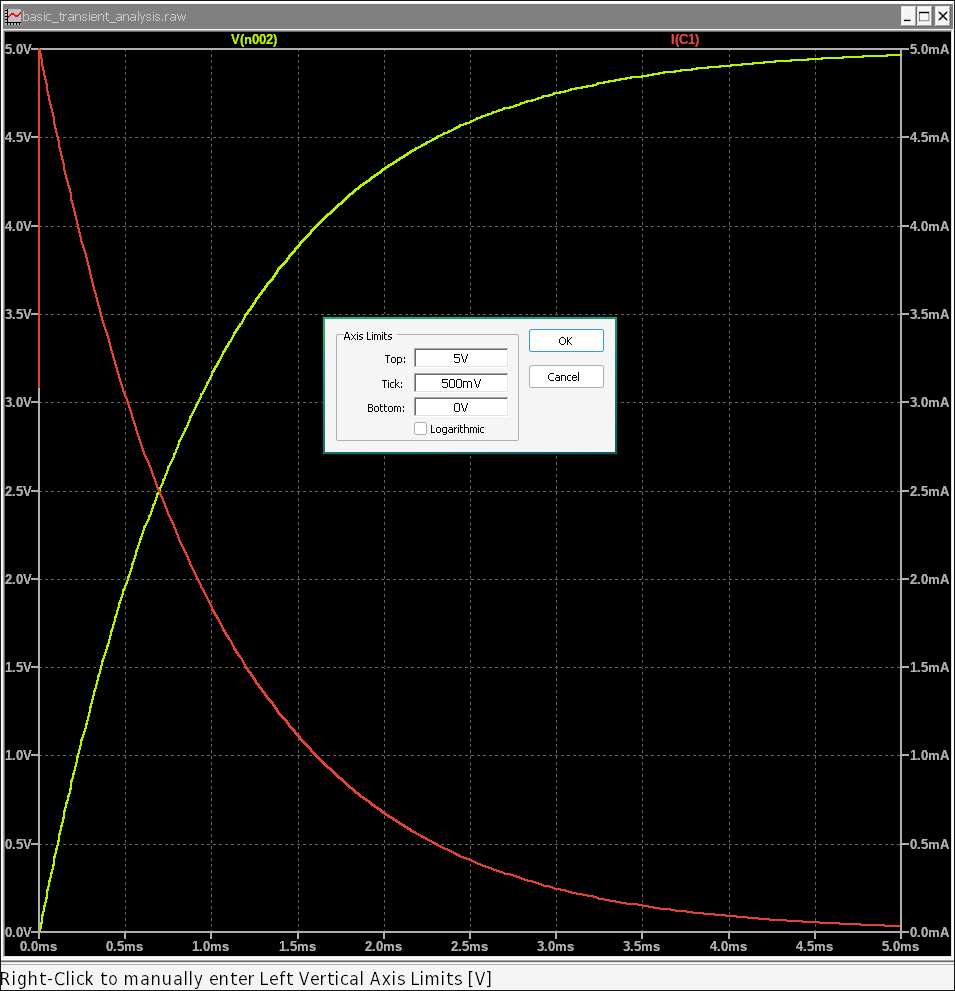 basic_transient_analysis.raw
V(n002) I(C1)
5.0V 5.0mA
4.5V 4.5mA
4.0V 4.0mA
3.5V 3.5mA
Axis Limits OK
Top: 5V
Tick: 500mV Cancel
Bottom: 0V
Logarithmic
3.0V 3.0mA
2.5V 2.5mA
2.0V 2.0mA
1.5V 1.5mA
1.0V 1.0mA
0.5V 0.5mA
0.0V 0.0mA
0.0ms 0.5ms 1.0ms 1.5ms 2.0ms 2.5ms 3.0ms 3.5ms 4.0ms 4.5ms 5.0ms
Right-Click to manually enter Left Vertical Axis Limits [V]